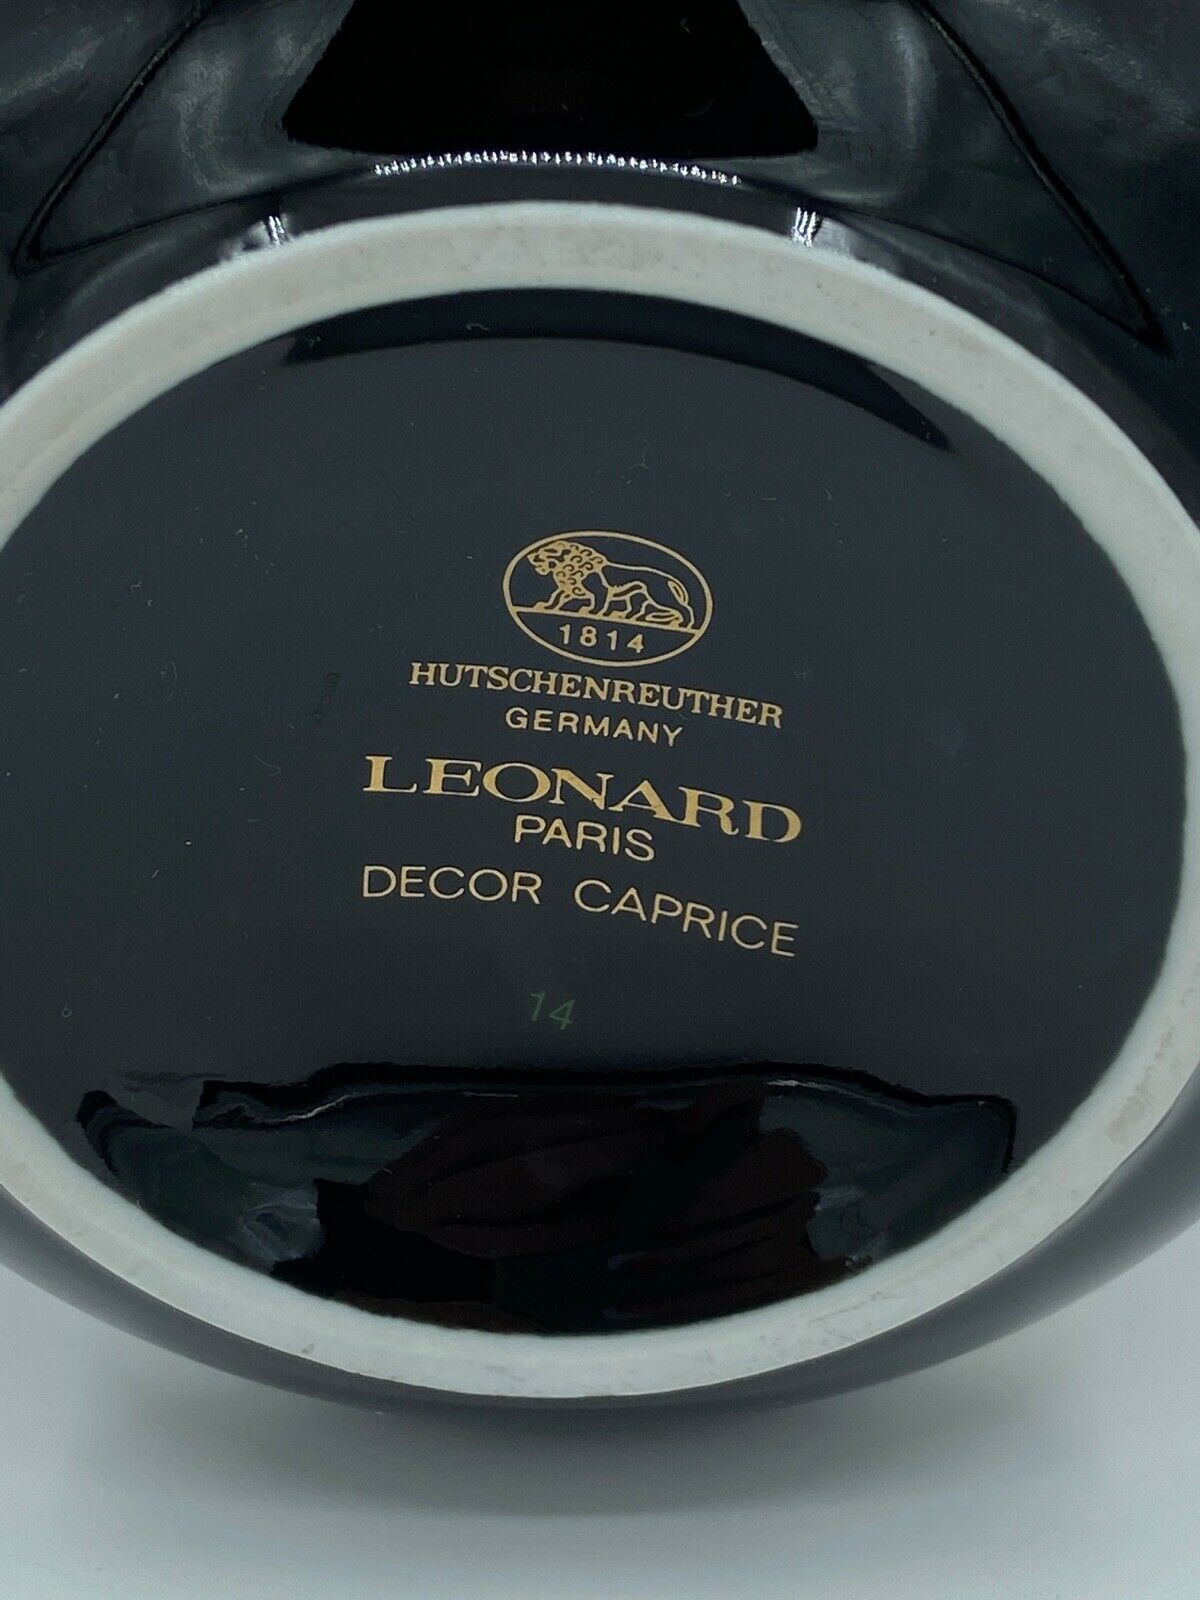 1814
HUTSCHENREUTHER
GERMANY
LEONARD
PARIS
DECOR CAPRICE
14